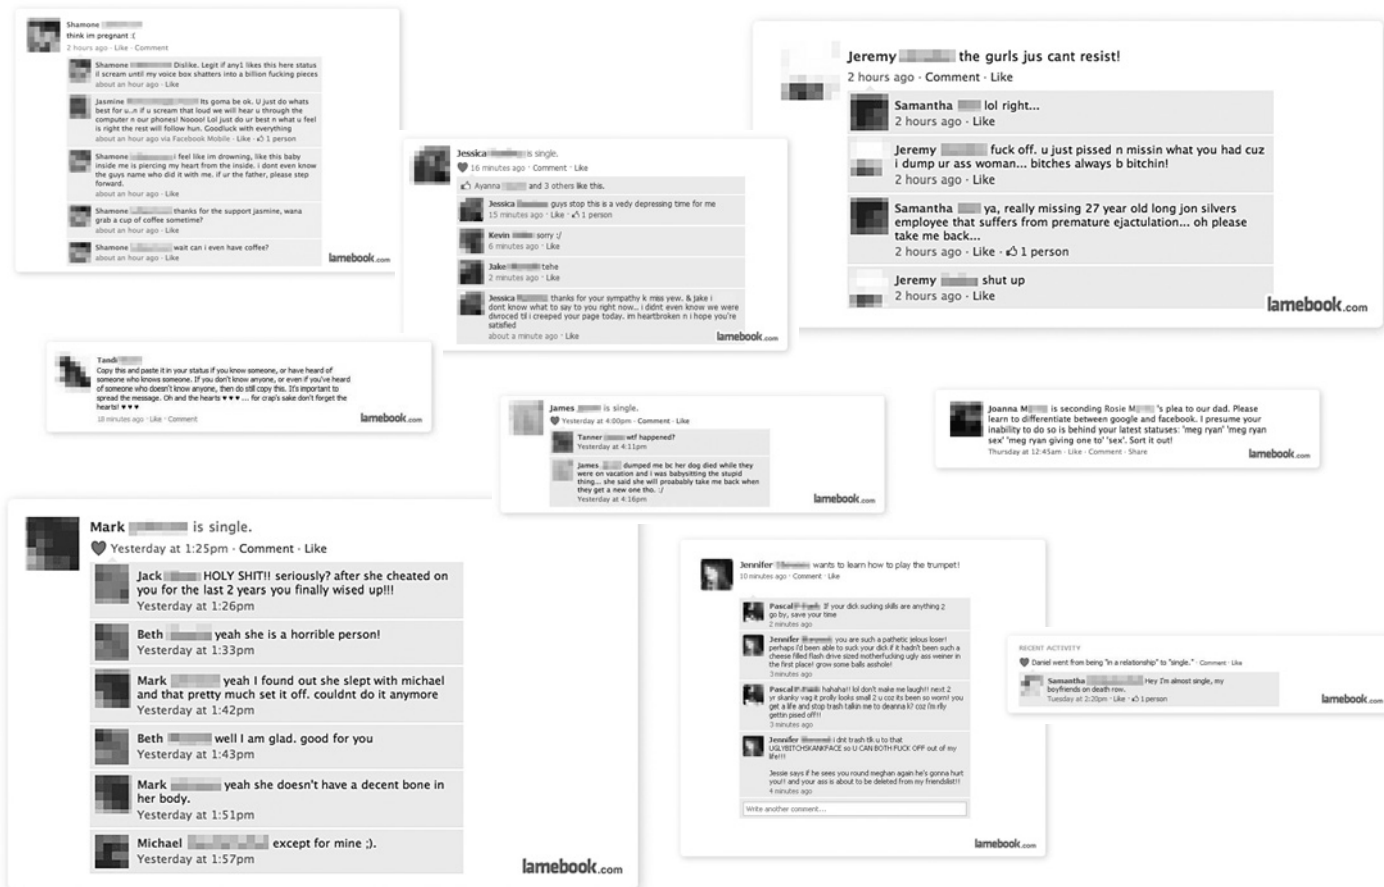 Shamone
think im pregnant :(
2 hours ago · Like · Comment
Shamone Dislike. Legit if any1 likes this here status
il scream until my voice box shatters into a billion fucking pieces
about an hour ago · Like
Jasmine Its gonna be ok. U just do whats
best for u..n if u scream that loud we will hear u through the
computer n our phones! Noooo! Lol just do ur best n what u feel
is right the rest will follow hun. Goodluck with everything
about an hour ago via Facebook Mobile · Like · 1 person
Shamone i feel like im drowning, like this baby
inside me is piercing my heart from the inside. i dont even know
the guys name who did it with me. if ur the father, please step
forward.
about an hour ago · Like
Shamone thanks for the support jasmine, wana
grab a cup of coffee sometime?
about an hour ago · Like
Shamone wait can i even have coffee?
about an hour ago · Like
lamebook.com
Jeremy the gurls jus cant resist!
2 hours ago · Comment · Like
Samantha lol right...
2 hours ago · Like
Jeremy fuck off. u just pissed n missin what you had cuz
i dump ur ass woman... bitches always b bitchin!
2 hours ago · Like
Samantha ya, really missing 27 year old long jon silvers
employee that suffers from premature ejactulation... oh please
take me back...
2 hours ago · Like · 1 person
Jeremy shut up
2 hours ago · Like
lamebook.com
Jessica is single.
16 minutes ago · Comment · Like
Ayanna and 3 others like this.
Jessica guys stop this is a vedy depressing time for me
15 minutes ago · Like · 1 person
Kevin sorry :/
6 minutes ago · Like
Jake tehe
2 minutes ago · Like
Jessica thanks for your sympathy k miss yew. & jake i
dont know what to say to you right now... i didnt even know we were
divroced til i creeped your page today. im heartbroken n i hope you're
satisfied
about a minute ago · Like
lamebook.com
Tandi
Copy this and paste it in your status if you know someone, or have heard of
someone who knows someone. If you don't know anyone, or even if you've heard
of someone who doesn't know anyone, then do still copy this. It's important to
spread the message. Oh and the hearts ♥ ♥ ♥ .... for crap's sake don't forget the
hearts! ♥ ♥ ♥
18 minutes ago · Like · Comment
lamebook.com
James is single.
Yesterday at 4:00pm · Comment · Like
Tanner wtf happened?
Yesterday at 4:11pm
James dumped me bc her dog died while they
were on vacation and i was babysitting the stupid
thing... she said she will proabably take me back when
they get a new one tho. :/
Yesterday at 4:16pm
lamebook.com
Joanna M is seconding Rosie M 's plea to our dad. Please
learn to differentiate between google and facebook. I presume your
inability to do so is behind your latest statuses: 'meg ryan' 'meg ryan
sex' 'meg ryan giving one to' 'sex'. Sort it out!
Thursday at 12:45am · Like · Comment · Share
lamebook.com
Mark is single.
Yesterday at 1:25pm · Comment · Like
Jack HOLY SHIT!! seriously? after she cheated on
you for the last 2 years you finally wised up!!!
Yesterday at 1:26pm
Beth yeah she is a horrible person!
Yesterday at 1:33pm
Mark yeah I found out she slept with michael
and that pretty much set it off. couldnt do it anymore
Yesterday at 1:42pm
Beth well I am glad. good for you
Yesterday at 1:43pm
Mark yeah she doesn't have a decent bone in
her body.
Yesterday at 1:51pm
Michael except for mine ;).
Yesterday at 1:57pm
lamebook.com
Jennifer wants to learn how to play the trumpet!
10 minutes ago · Comment · Like
Pascal If your dick sucking skills are anything 2
go by, save your time
2 minutes ago
Jennifer you are such a pathetic jelous loser!
perhaps I'd been able to suck your dick if it hadn't been such a
cheese filled flash drive sized motherfucking ugly ass weiner in
the first place! grow some balls asshole!
3 minutes ago
Pascal hahaha!! lol don't make me laugh!! next 2
yr skanky vag it prolly looks small 2 u coz its been so worn! you
get a life and stop trash talkin me to deanna k? coz i'm rlly
gettin pised off!!
3 minutes ago
Jennifer i dnt trash tlk u to that
UGLYBITCHSKANKFACE so U CAN BOTH FUCK OFF out of my
life!!!
Jessie says if he sees you round meghan again he's gonna hurt
you!! and your ass is about to be deleted from my friendslist!!
4 minutes ago
Write another comment...
lamebook.com
RECENT ACTIVITY
Daniel went from being "in a relationship" to "single." · Comment · Like
Samantha Hey I'm almost single, my
boyfriends on death row.
Tuesday at 2:20pm · Like · 1 person
lamebook.com